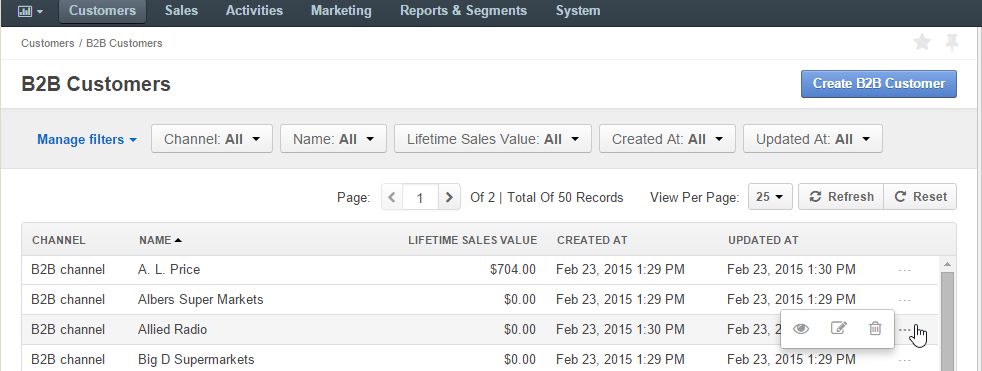 Customers Sales Activities Marketing Reports & Segments System
Customers / B2B Customers
B2B Customers Create B2B Customer
Manage filters Channel: All Name: All Lifetime Sales Value: All Created At: All Updated At: All
Page: 1 Of 2 | Total Of 50 Records View Per Page: 25 Refresh Reset
CHANNEL NAME LIFETIME SALES VALUE CREATED AT UPDATED AT
B2B channel A. L. Price $704.00 Feb 23, 2015 1:29 PM Feb 23, 2015 1:30 PM ...
B2B channel Albers Super Markets $0.00 Feb 23, 2015 1:29 PM Feb 23, 2015 1:29 PM ...
B2B channel Allied Radio $0.00 Feb 23, 2015 1:30 PM Feb 23, 2 ...
B2B channel Big D Supermarkets $0.00 Feb 23, 2015 1:29 PM Feb 23, 2015 1:29 PM ...